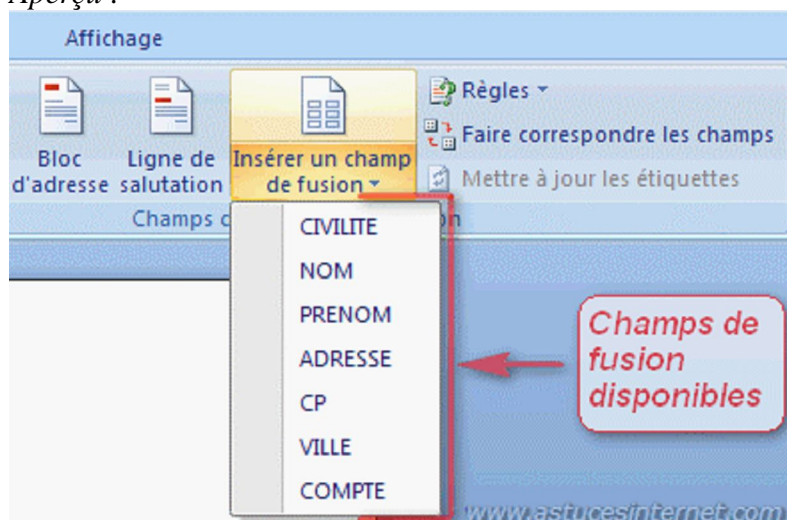 Aperçu :
Affichage
Bloc
d'adresse
Ligne de
salutation
Insérer un champ
de fusion
Règles
Faire correspondre les champs
Mettre à jour les étiquettes
Champs
CIVILITE
NOM
PRENOM
ADRESSE
CP
VILLE
COMPTE
Champs de
fusion
disponibles
www.astucesinternet.com